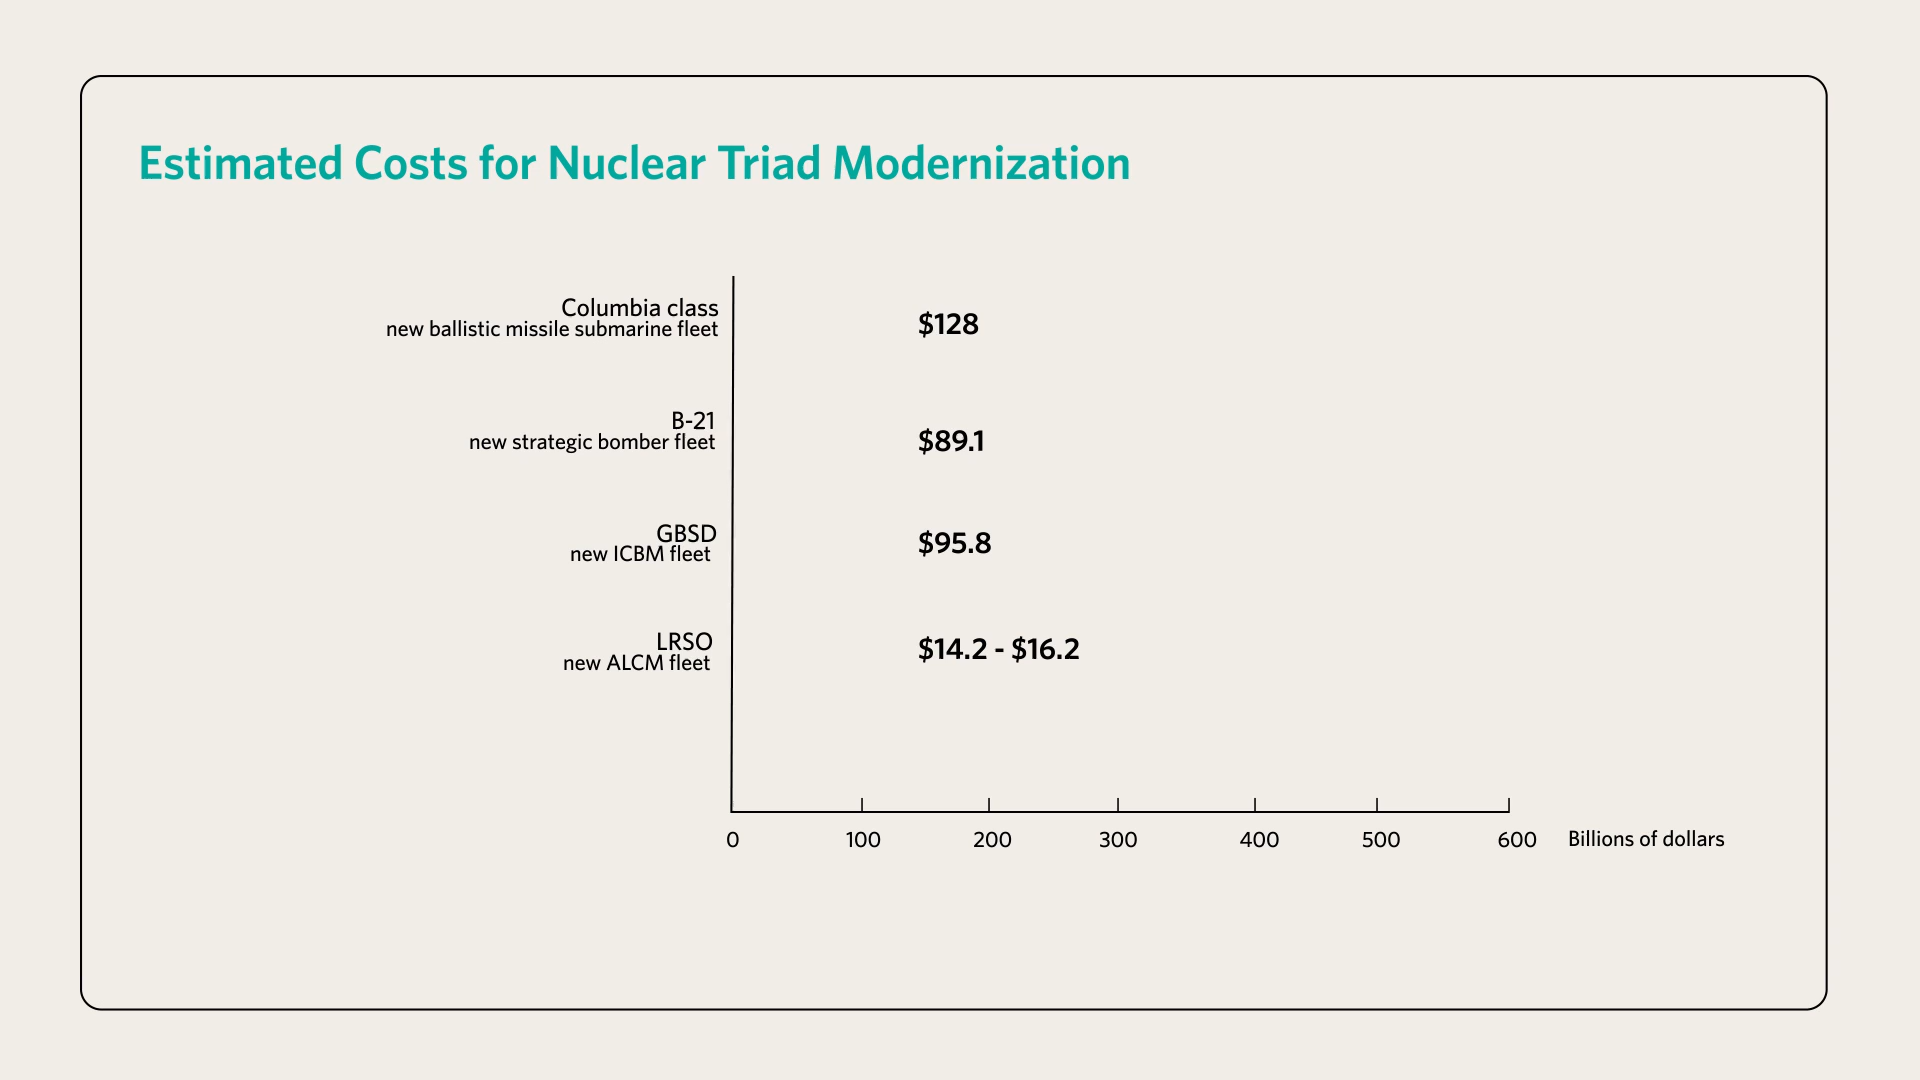 Estimated Costs for Nuclear Triad Modernization
Columbia class
new ballistic missile submarine fleet
$128
B-21
new strategic bomber fleet
$89.1
GBSD
new ICBM fleet
$95.8
LRSO
new ALCM fleet
$14.2 - $16.2
0 100 200 300 400 500 600 Billions of dollars